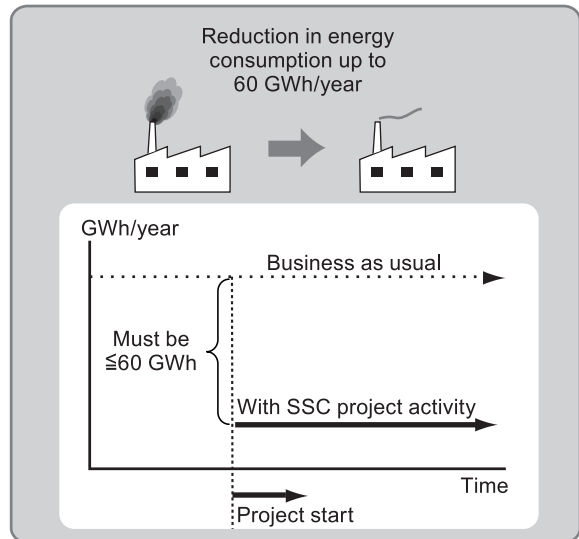 Reduction in energy
consumption up to
60 GWh/year
GWh/year
Business as usual
Must be
≦60 GWh
With SSC project activity
Time
Project start